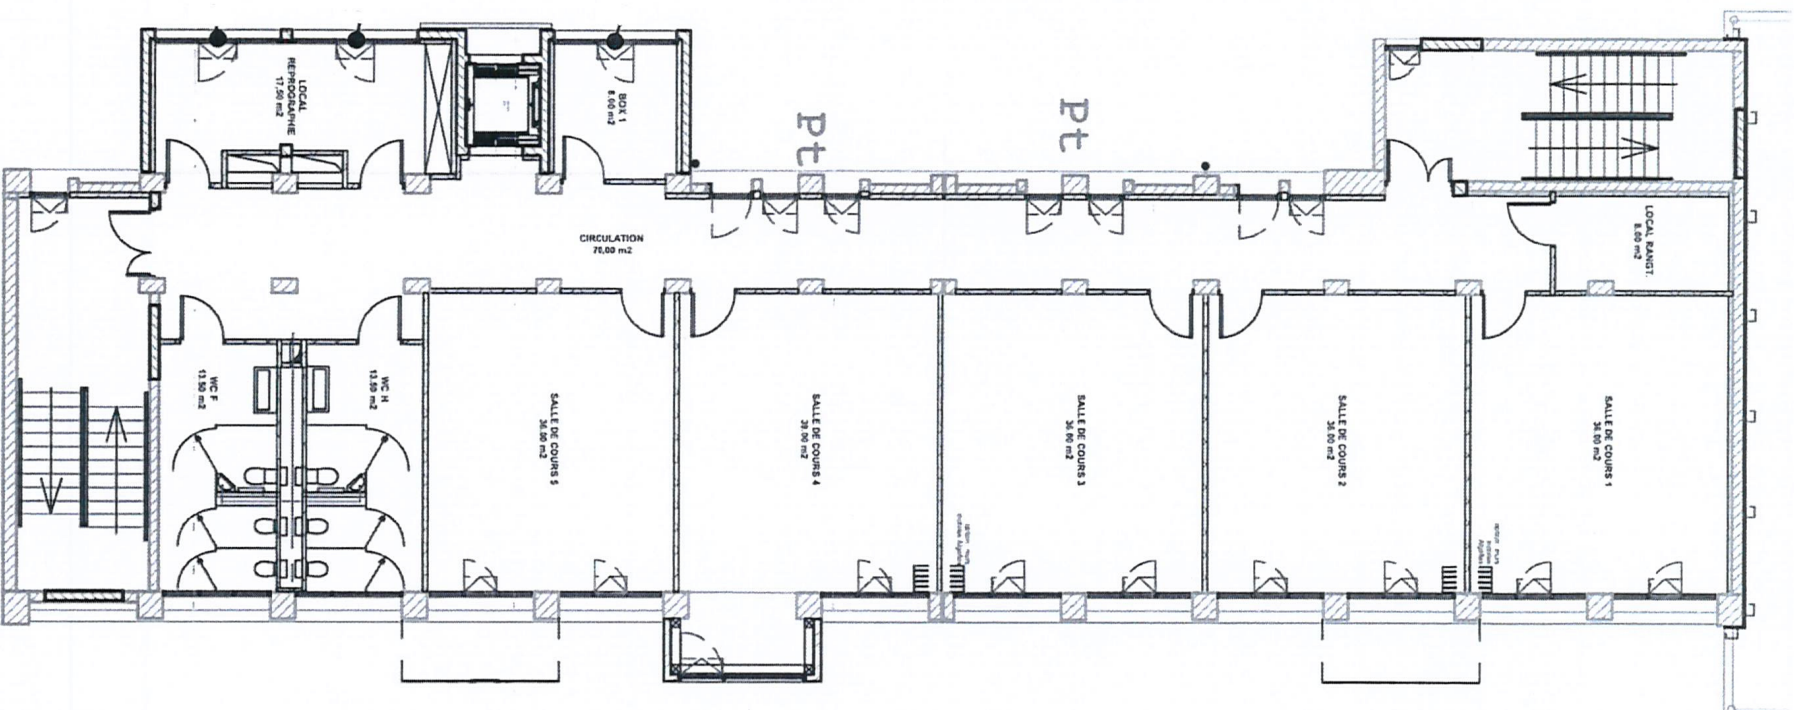 LOCAL
REPROGRAPHIE
17,50 m2
BOX 1
8.00 m2
Pt
Pt
CIRCULATION
70,00 m2
LOCAL RANGT.
8.00 m2
WC F
13.50 m2
WC H
13.50 m2
SALLE DE COURS 5
36.00 m2
SALLE DE COURS 4
39.00 m2
SALLE DE COURS 3
36.00 m2
SALLE DE COURS 2
36.00 m2
SALLE DE COURS 1
36.00 m2